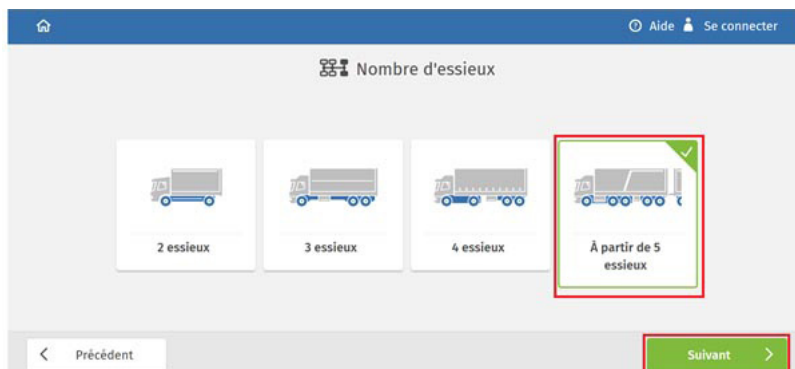 Aide Se connecter
Nombre d'essieux
2 essieux
3 essieux
4 essieux
À partir de 5
essieux
Précédent
Suivant